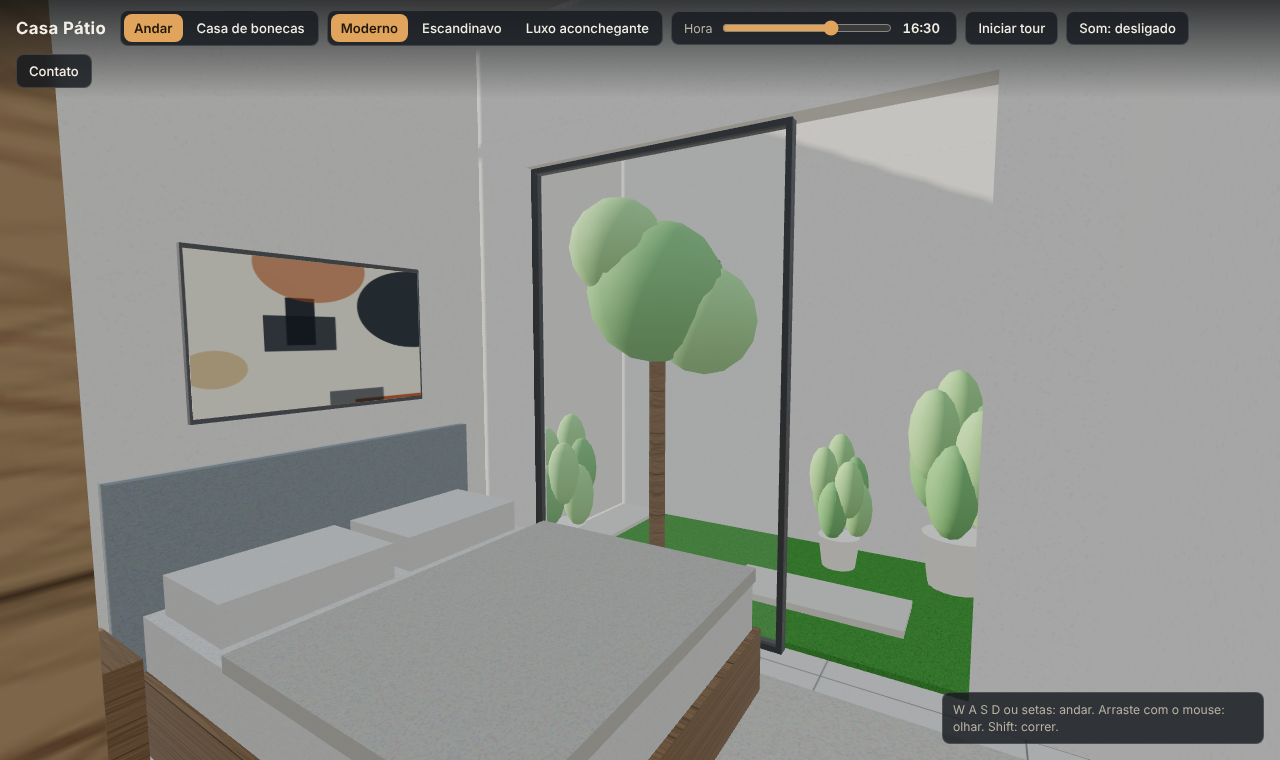 Casa Pátio
Andar
Casa de bonecas
Moderno
Escandinavo
Luxo aconchegante
Hora
16:30
Iniciar tour
Som: desligado
Contato
W A S D ou setas: andar. Arraste com o mouse:
olhar. Shift: correr.